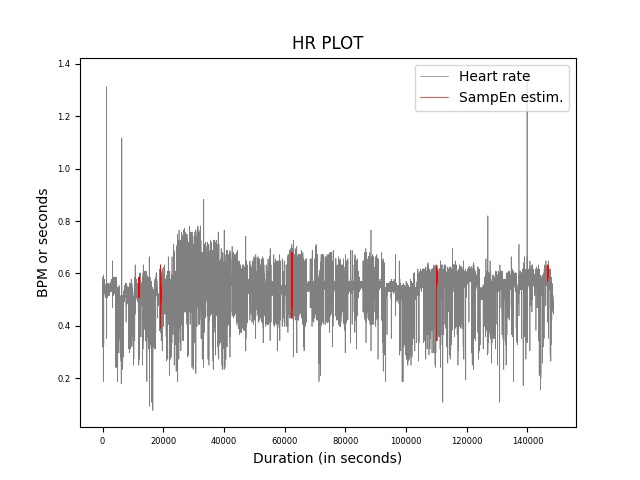 HR PLOT
Heart rate
SampEn estim.
1.4
1.2
1.0
0.8
0.6
0.4
0.2
BPM or seconds
0 20000 40000 60000 80000 100000 120000 140000
Duration (in seconds)